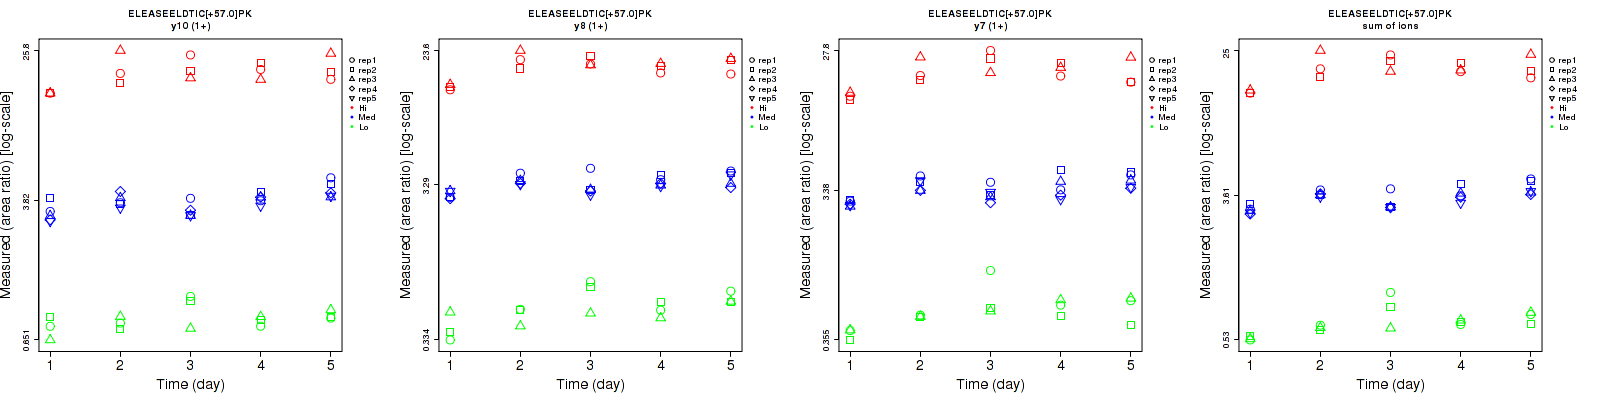 ELEASEELDTIC[+57.0]PK
y10 (1+)
Measured (area ratio) [log-scale]
25.8
3.82
0.651
1 2 3 4 5
Time (day)
rep1
rep2
rep3
rep4
rep5
Hi
Med
Lo
ELEASEELDTIC[+57.0]PK
y8 (1+)
Measured (area ratio) [log-scale]
23.6
3.29
0.334
1 2 3 4 5
Time (day)
rep1
rep2
rep3
rep4
rep5
Hi
Med
Lo
ELEASEELDTIC[+57.0]PK
y7 (1+)
Measured (area ratio) [log-scale]
27.8
3.38
0.355
1 2 3 4 5
Time (day)
rep1
rep2
rep3
rep4
rep5
Hi
Med
Lo
ELEASEELDTIC[+57.0]PK
sum of ions
Measured (area ratio) [log-scale]
25
3.61
0.53
1 2 3 4 5
Time (day)
rep1
rep2
rep3
rep4
rep5
Hi
Med
Lo